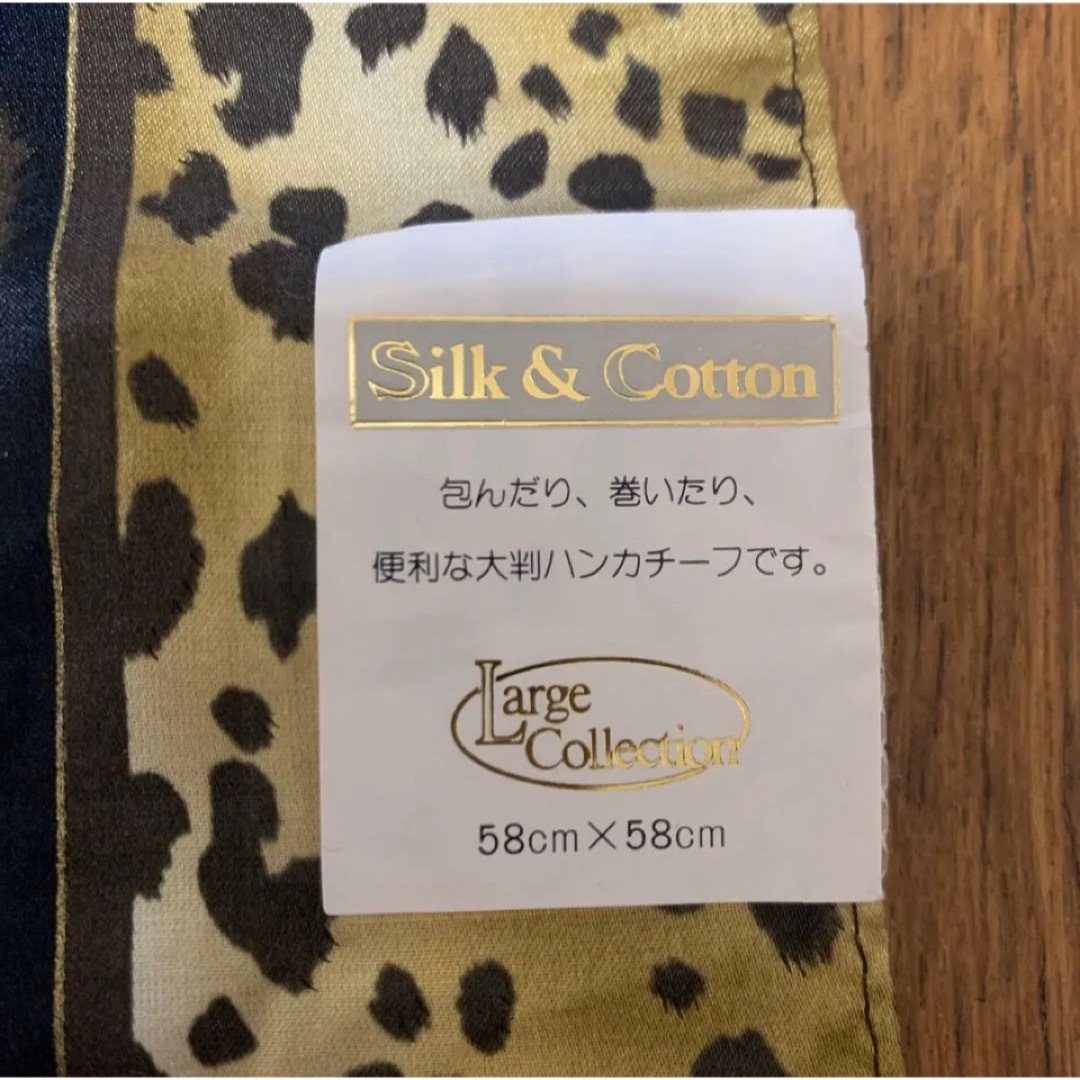 Silk & Cotton
包んだり、巻いたり、
便利な大判ハンカチーフです。
Large
Collection
58cm×58cm